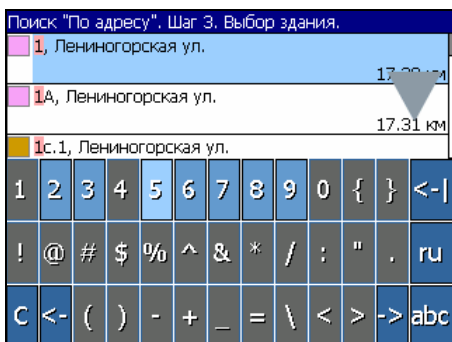 Поиск "По адресу". Шаг 3. Выбор здания.
1, Лениногорская ул.
1А, Лениногорская ул.
17.31 км
1с.1, Лениногорская ул.
1 2 3 4 5 6 7 8 9 0 { } <-|
! @ # $ % ^ & * / : " . ru
C <- ( ) - + _ = \ < > -> abc